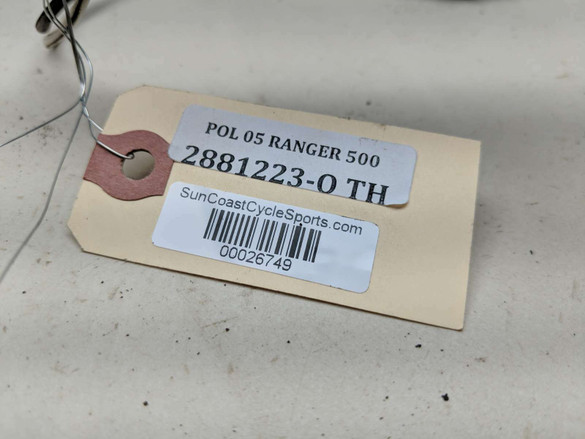 POL 05 RANGER 500
2881223-O TH
SunCoastCycleSports.com
00026749